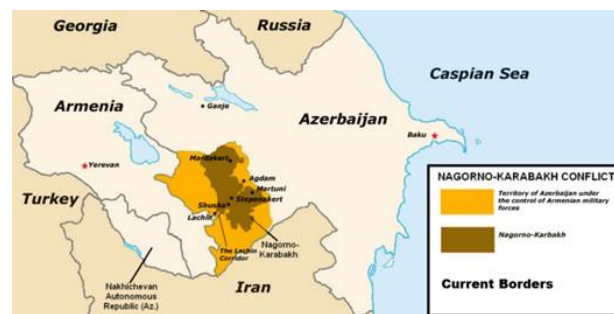 Georgia
Russia
Caspian Sea
Armenia
Azerbaijan
Ganje
Baku
Yerevan
Mardakert
Agdam
Martuni
Stepanakert
Shusha
Lachin
Turkey
The Lachin
Corridor
Nagorno-
Karabakh
Iran
Nakhichevan
Autonomous
Republic (Az.)
NAGORNO-KARABAKH CONFLICT
Territory of Azerbaijan under
the control of Armenian military
forces
Nagorno-Karbakh
Current Borders